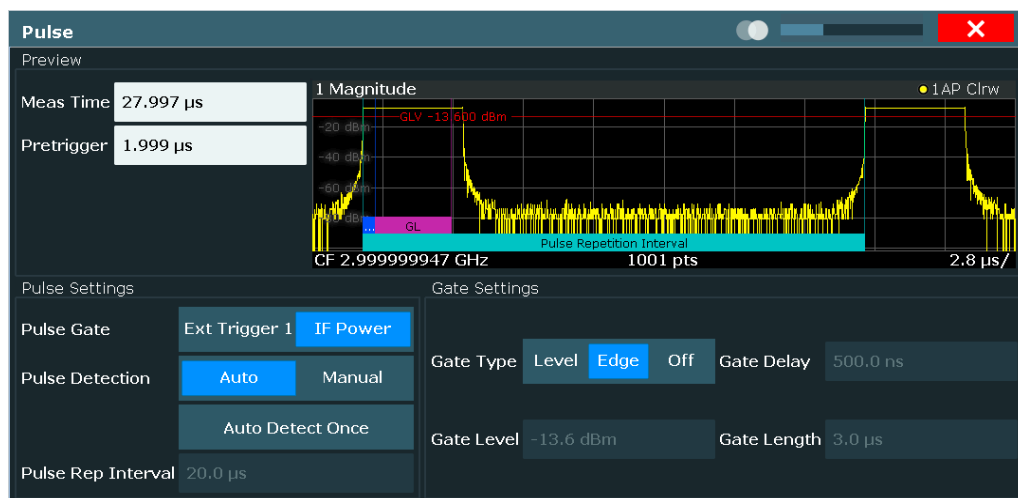 Pulse
Preview
Meas Time 27.997 µs
Pretrigger 1.999 µs
1 Magnitude
1AP Clrw
GLV -13.600 dBm
-20 dBm
-40 dBm
-60 dBm
dBm
...
GL
Pulse Repetition Interval
CF 2.999999947 GHz 1001 pts 2.8 µs/
Pulse Settings
Pulse Gate Ext Trigger 1 IF Power
Pulse Detection Auto Manual
Auto Detect Once
Pulse Rep Interval 20.0 µs
Gate Settings
Gate Type Level Edge Off Gate Delay 500.0 ns
Gate Level -13.6 dBm Gate Length 3.0 µs